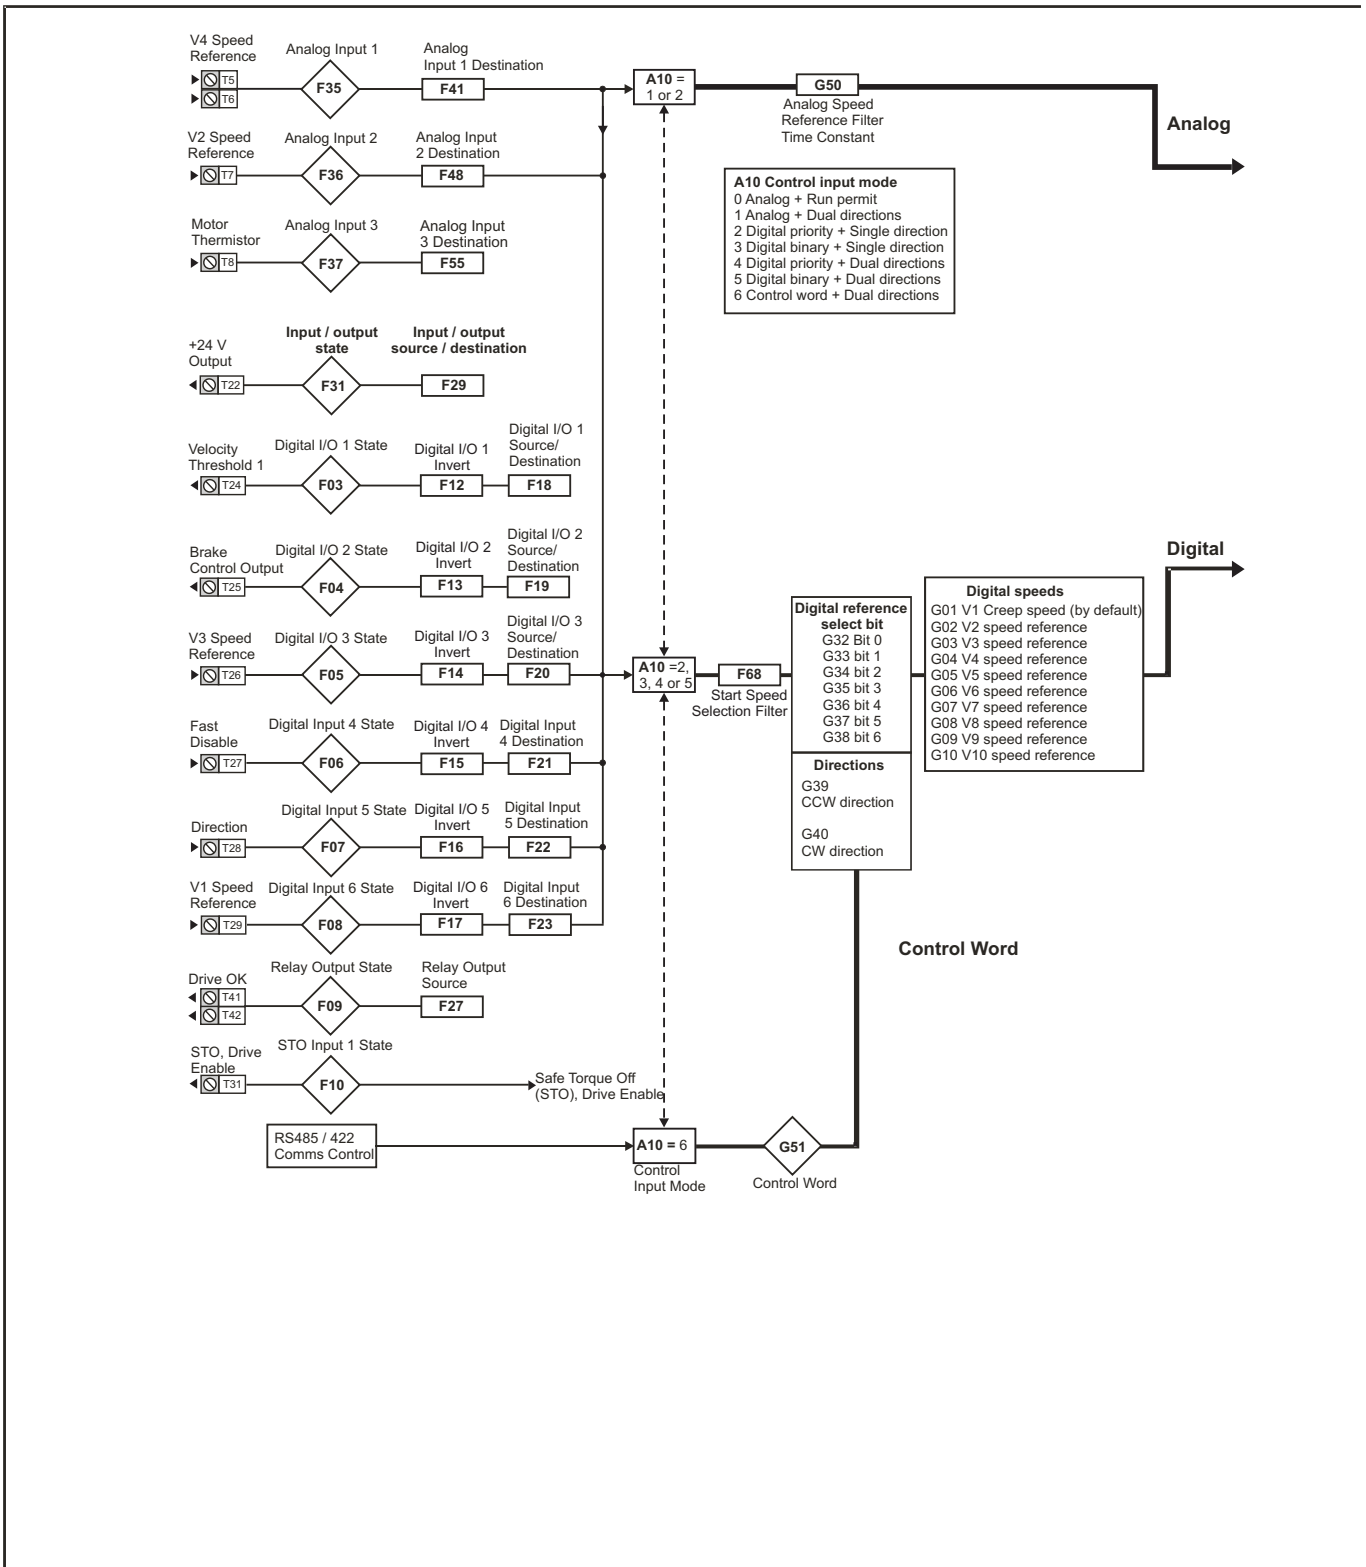 V4 Speed
Reference
Analog Input 1
Analog
Input 1 Destination
T5
T6
F35
F41
A10 =
1 or 2
G50
Analog Speed
Reference Filter
Time Constant
Analog
V2 Speed
Reference
Analog Input 2
Analog Input
2 Destination
T7
F36
F48
A10 Control input mode
0 Analog + Run permit
1 Analog + Dual directions
2 Digital priority + Single direction
3 Digital binary + Single direction
4 Digital priority + Dual directions
5 Digital binary + Dual directions
6 Control word + Dual directions
Motor
Thermistor
Analog Input 3
Analog Input
3 Destination
T8
F37
F55
+24 V
Output
Input / output
state
Input / output
source / destination
T22
F31
F29
Velocity
Threshold 1
Digital I/O 1 State
Digital I/O 1
Invert
Digital I/O 1
Source/
Destination
T24
F03
F12
F18
Brake
Control Output
Digital I/O 2 State
Digital I/O 2
Invert
Digital I/O 2
Source/
Destination
T25
F04
F13
F19
V3 Speed
Reference
Digital I/O 3 State
Digital I/O 3
Invert
Digital I/O 3
Source/
Destination
T26
F05
F14
F20
A10 =2,
3, 4 or 5
F68
Start Speed
Selection Filter
Digital reference
select bit
G32 Bit 0
G33 bit 1
G34 bit 2
G35 bit 3
G36 bit 4
G37 bit 5
G38 bit 6
Directions
G39
CCW direction
G40
CW direction
Digital speeds
G01 V1 Creep speed (by default)
G02 V2 speed reference
G03 V3 speed reference
G04 V4 speed reference
G05 V5 speed reference
G06 V6 speed reference
G07 V7 speed reference
G08 V8 speed reference
G09 V9 speed reference
G10 V10 speed reference
Digital
Fast
Disable
Digital Input 4 State
Digital I/O 4
Invert
Digital Input
4 Destination
T27
F06
F15
F21
Direction
Digital Input 5 State
Digital I/O 5
Invert
Digital Input
5 Destination
T28
F07
F16
F22
V1 Speed
Reference
Digital Input 6 State
Digital I/O 6
Invert
Digital Input
6 Destination
T29
F08
F17
F23
Control Word
Drive OK
Relay Output State
Relay Output
Source
T41
T42
F09
F27
STO, Drive
Enable
STO Input 1 State
T31
F10
Safe Torque Off
(STO), Drive Enable
RS485 / 422
Comms Control
A10 = 6
Control
Input Mode
G51
Control Word